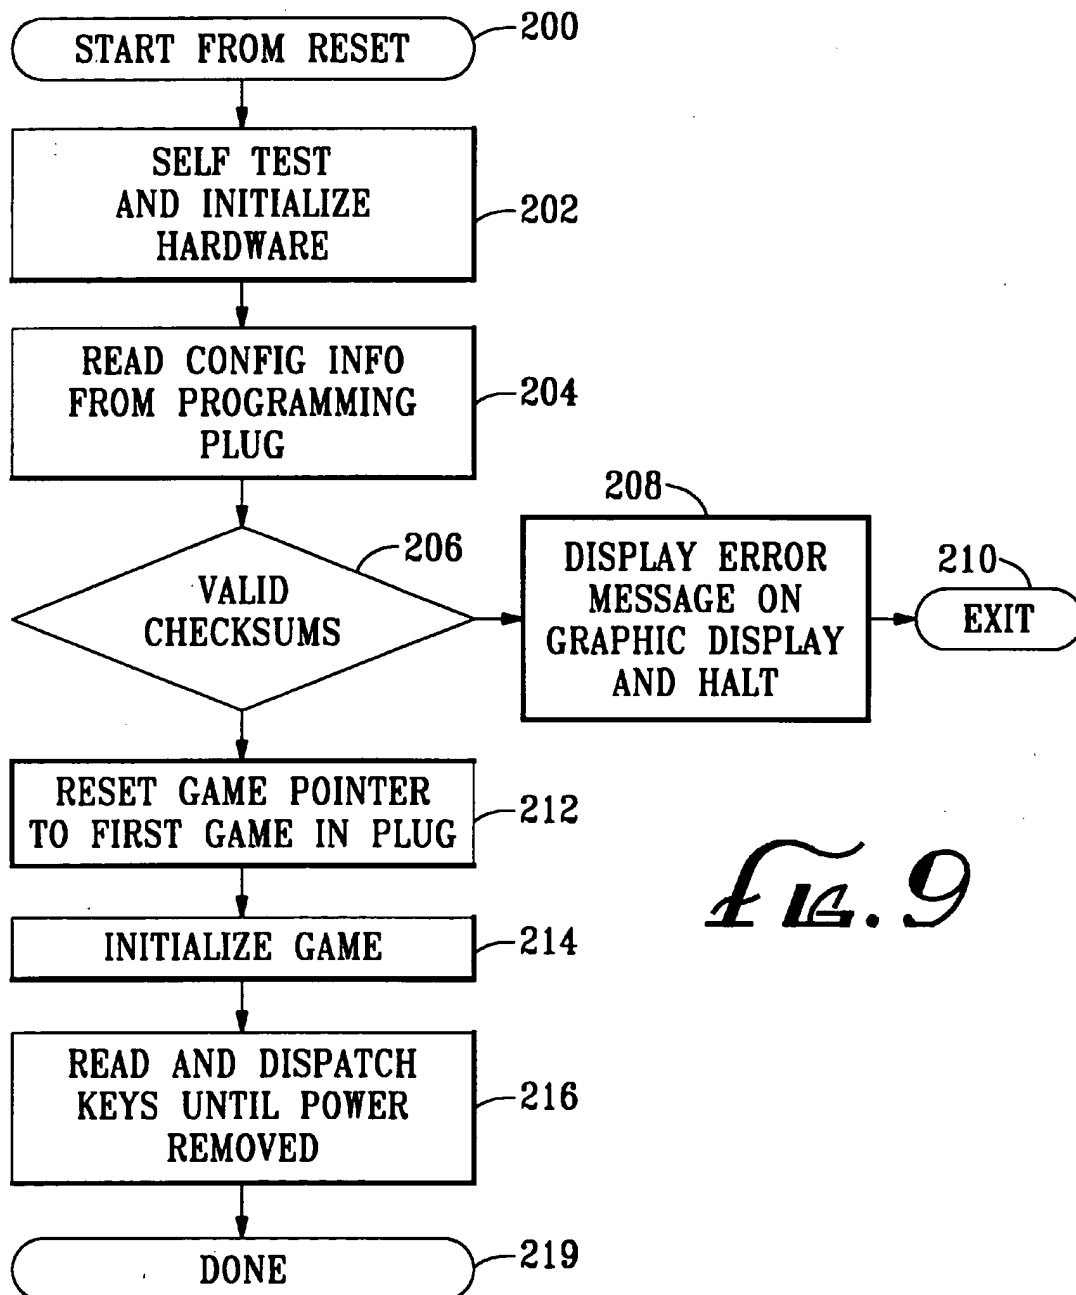 START FROM RESET
200
SELF TEST
AND INITIALIZE
HARDWARE
202
READ CONFIG INFO
FROM PROGRAMMING
PLUG
204
VALID
CHECKSUMS
206
208
DISPLAY ERROR
MESSAGE ON
GRAPHIC DISPLAY
AND HALT
210
EXIT
RESET GAME POINTER
TO FIRST GAME IN PLUG
212
INITIALIZE GAME
214
READ AND DISPATCH
KEYS UNTIL POWER
REMOVED
216
DONE
219
FIG. 9